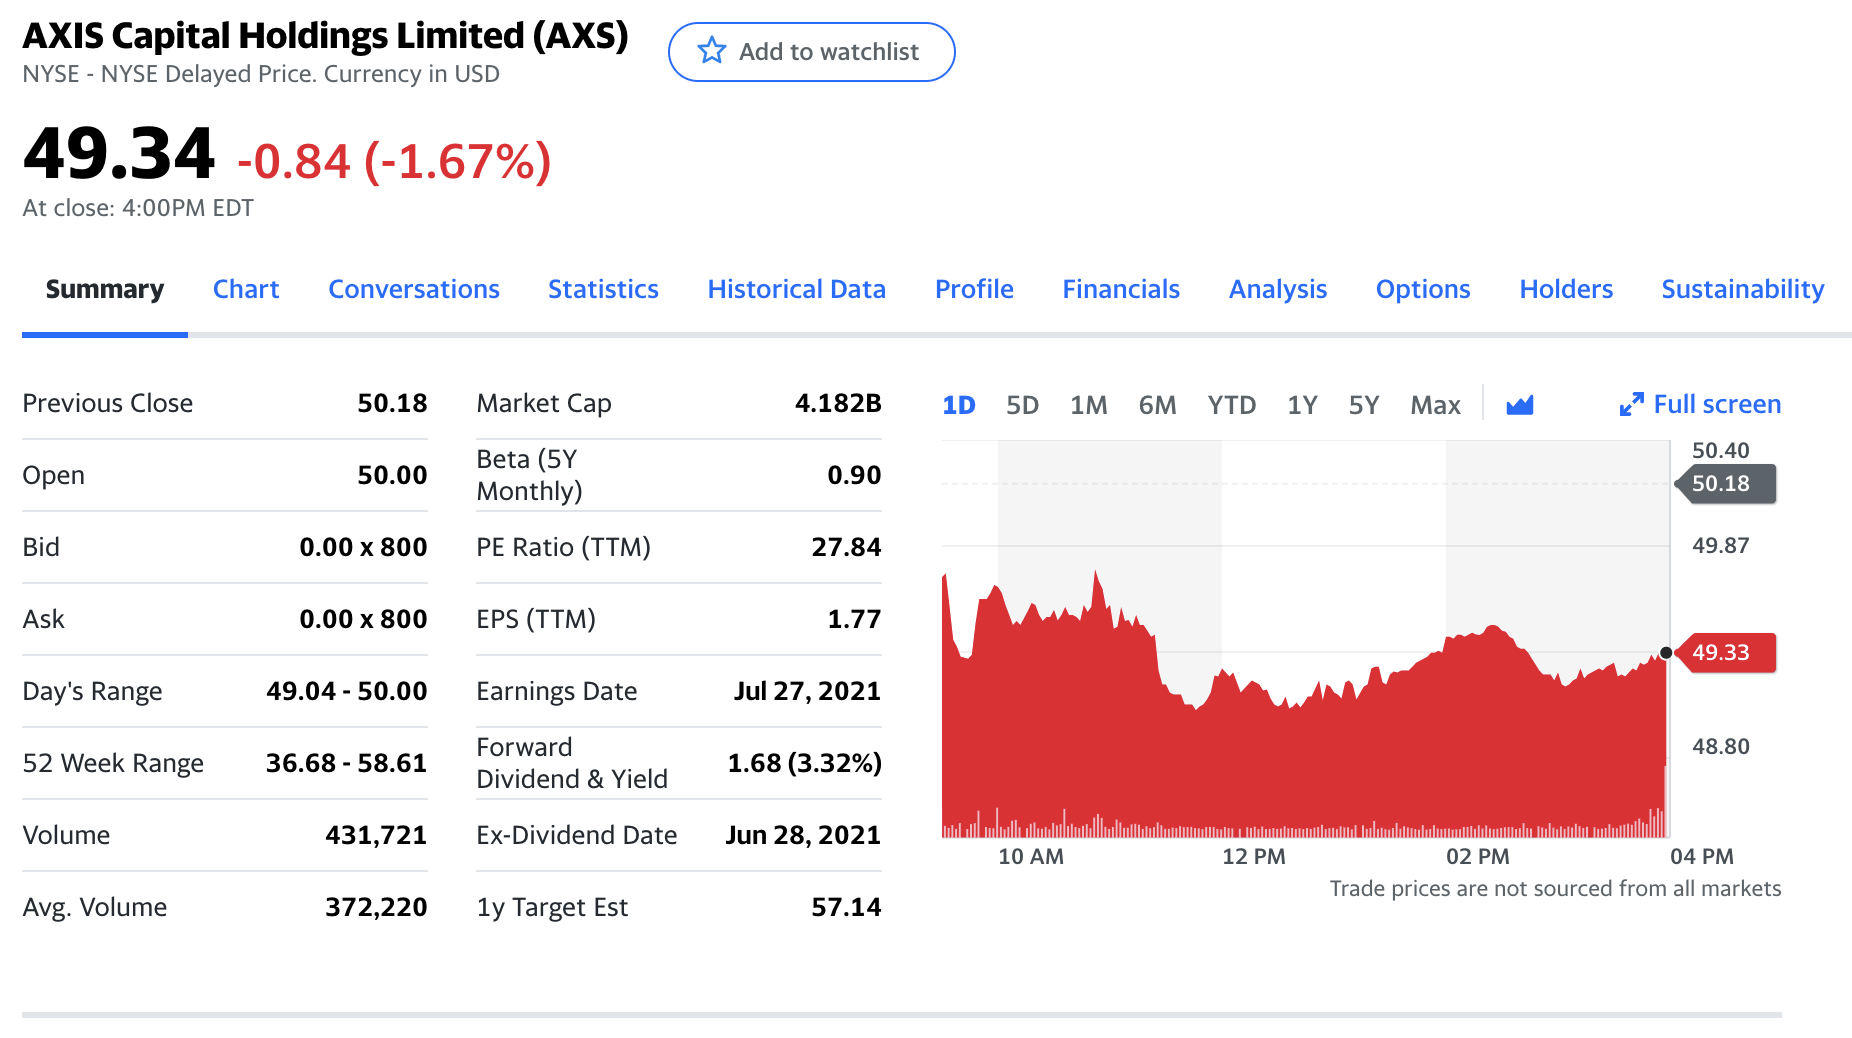 AXIS Capital Holdings Limited (AXS)
Add to watchlist
NYSE - NYSE Delayed Price. Currency in USD
49.34 -0.84 (-1.67%)
At close: 4:00PM EDT
Summary Chart Conversations Statistics Historical Data Profile Financials Analysis Options Holders Sustainability
Previous Close 50.18
Open 50.00
Bid 0.00 x 800
Ask 0.00 x 800
Day's Range 49.04 - 50.00
52 Week Range 36.68 - 58.61
Volume 431,721
Avg. Volume 372,220
Market Cap 4.182B
Beta (5Y
Monthly) 0.90
PE Ratio (TTM) 27.84
EPS (TTM) 1.77
Earnings Date Jul 27, 2021
Forward
Dividend & Yield 1.68 (3.32%)
Ex-Dividend Date Jun 28, 2021
1y Target Est 57.14
1D 5D 1M 6M YTD 1Y 5Y Max Full screen
50.40
50.18
49.87
49.33
48.80
10 AM 12 PM 02 PM 04 PM
Trade prices are not sourced from all markets